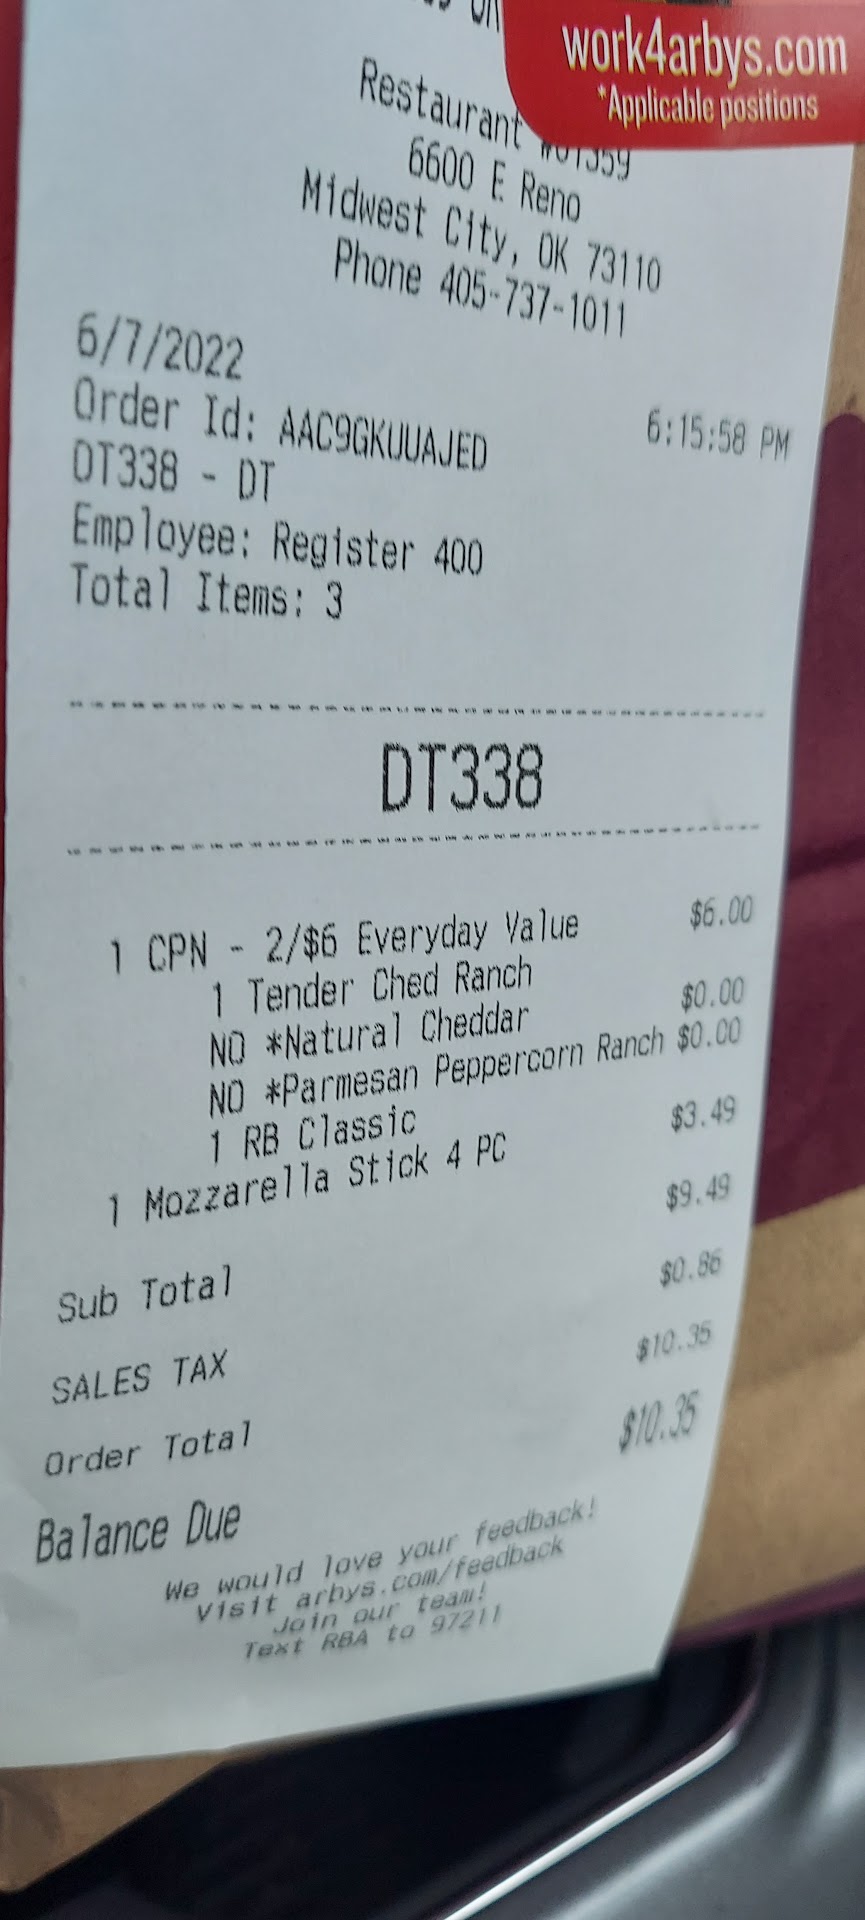 work4arbys.com
*Applicable positions
Restaurant #01359
6600 E Reno
Midwest City, OK 73110
Phone 405-737-1011
6/7/2022 6:15:58 PM
Order Id: AAC9GKUUAJED
DT338 - DT
Employee: Register 400
Total Items: 3
DT338
1 CPN - 2/$6 Everyday Value $6.00
1 Tender Ched Ranch
NO *Natural Cheddar $0.00
NO *Parmesan Peppercorn Ranch $0.00
1 RB Classic
1 Mozzarella Stick 4 PC $3.49
Sub Total $9.49
SALES TAX $0.86
Order Total $10.35
Balance Due $10.35
We would love your feedback!
Visit arbys.com/feedback
Join our team!
Text RBA to 97211